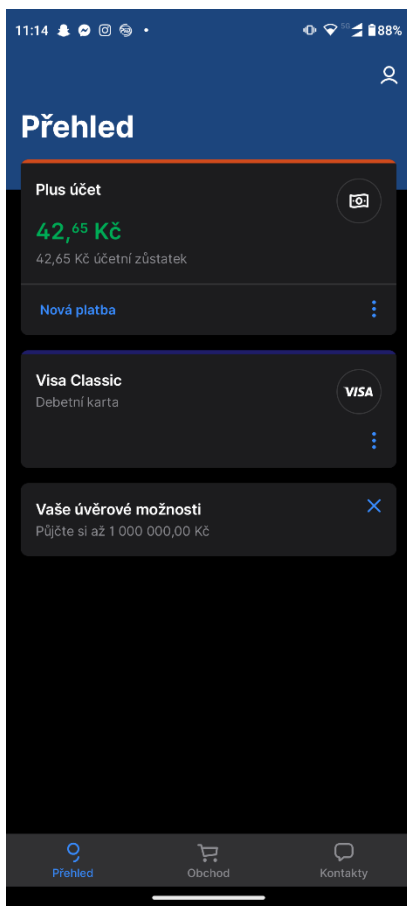 11:14
5G 88%
Přehled
Plus účet
42,65 Kč
42,65 Kč účetní zůstatek
Nová platba
Visa Classic
VISA
Debetní karta
Vaše úvěrové možnosti
Půjčte si až 1 000 000,00 Kč
Přehled Obchod Kontakty